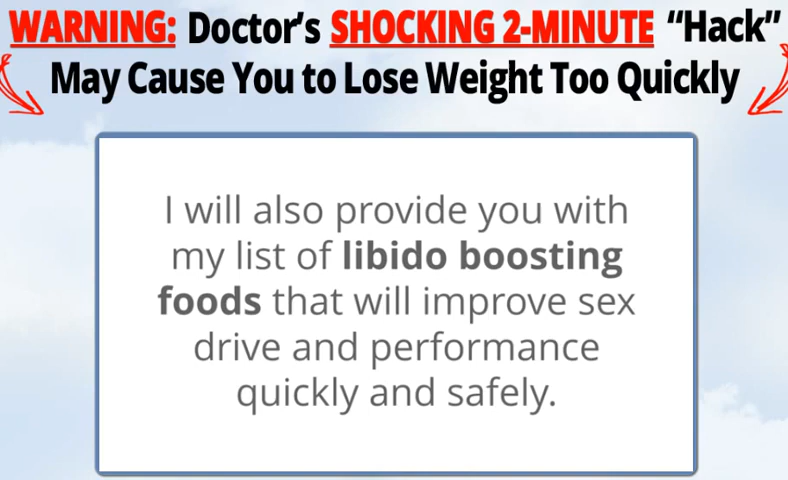 WARNING: Doctor's SHOCKING 2-MINUTE “Hack”
May Cause You to Lose Weight Too Quickly
I will also provide you with
my list of libido boosting
foods that will improve sex
drive and performance
quickly and safely.